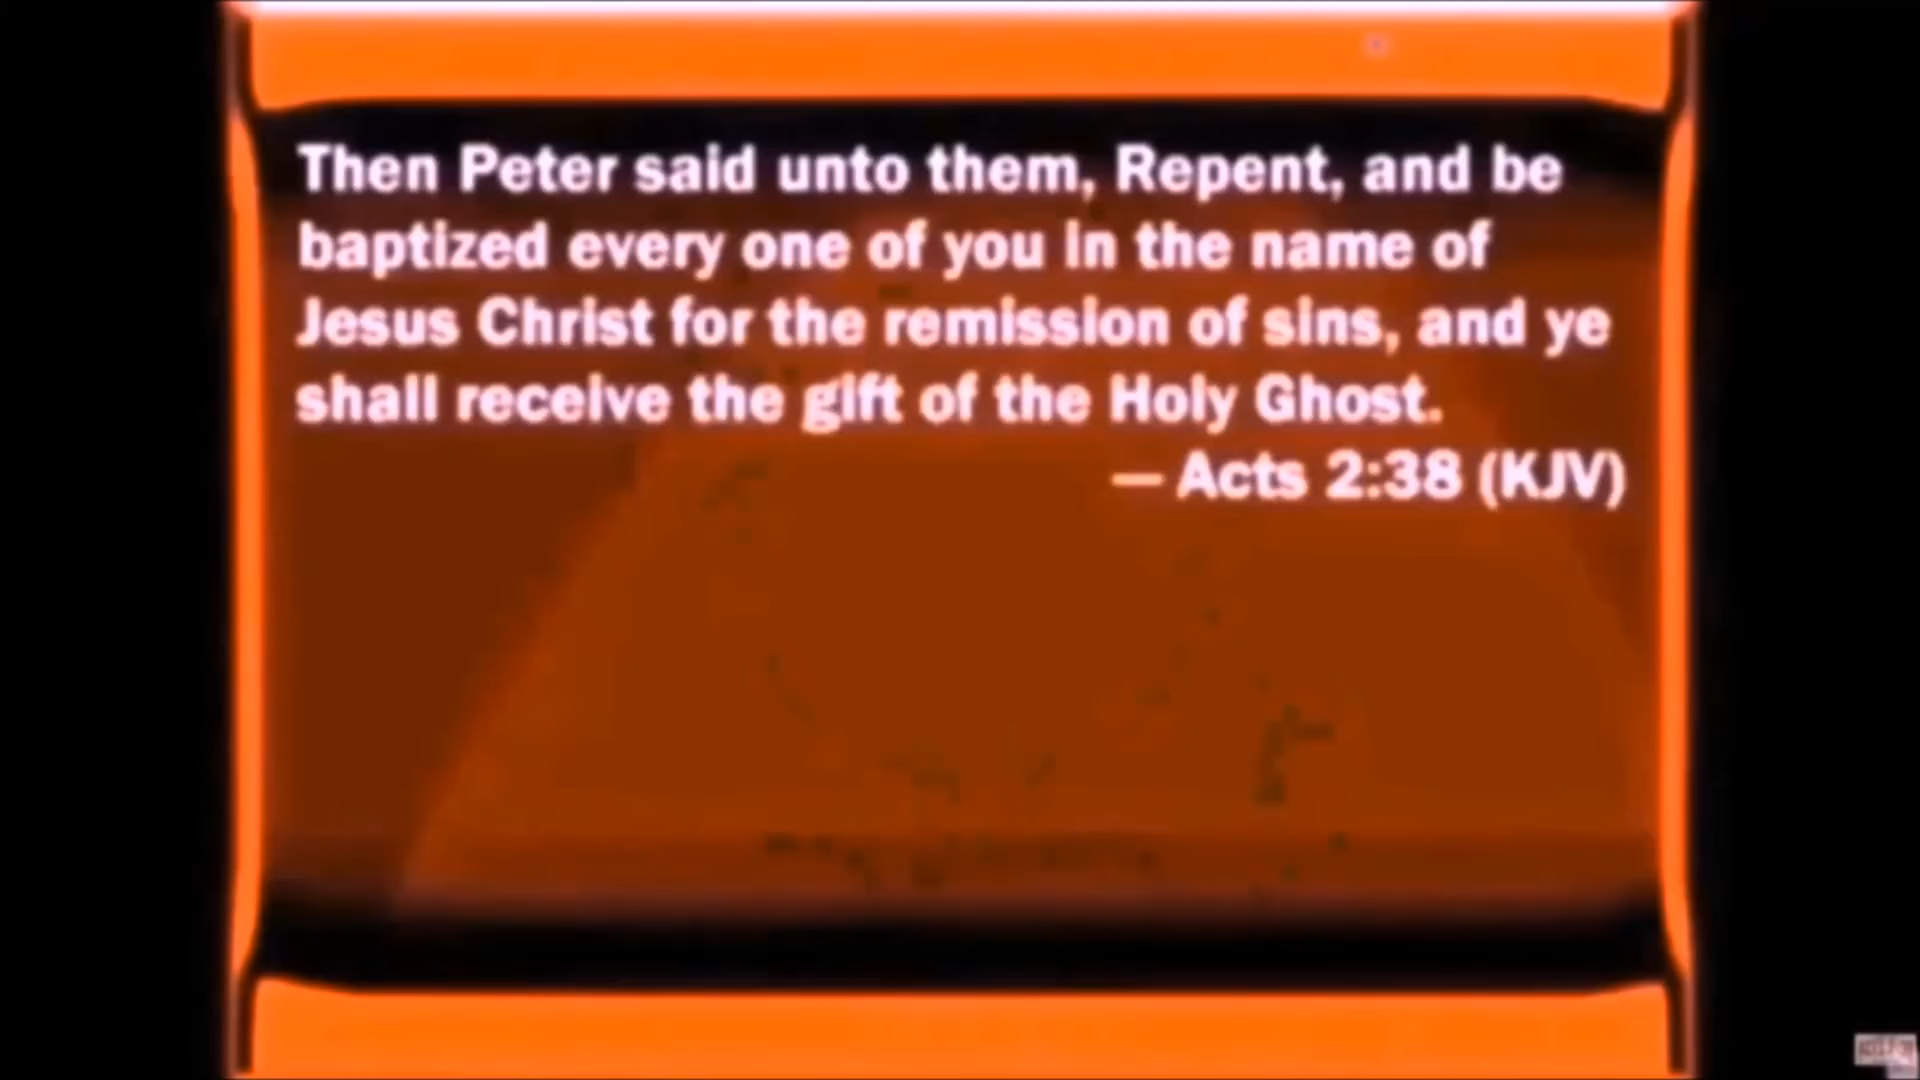 Then Peter said unto them, Repent, and be
baptized every one of you in the name of
Jesus Christ for the remission of sins, and ye
shall receive the gift of the Holy Ghost.
— Acts 2:38 (KJV)